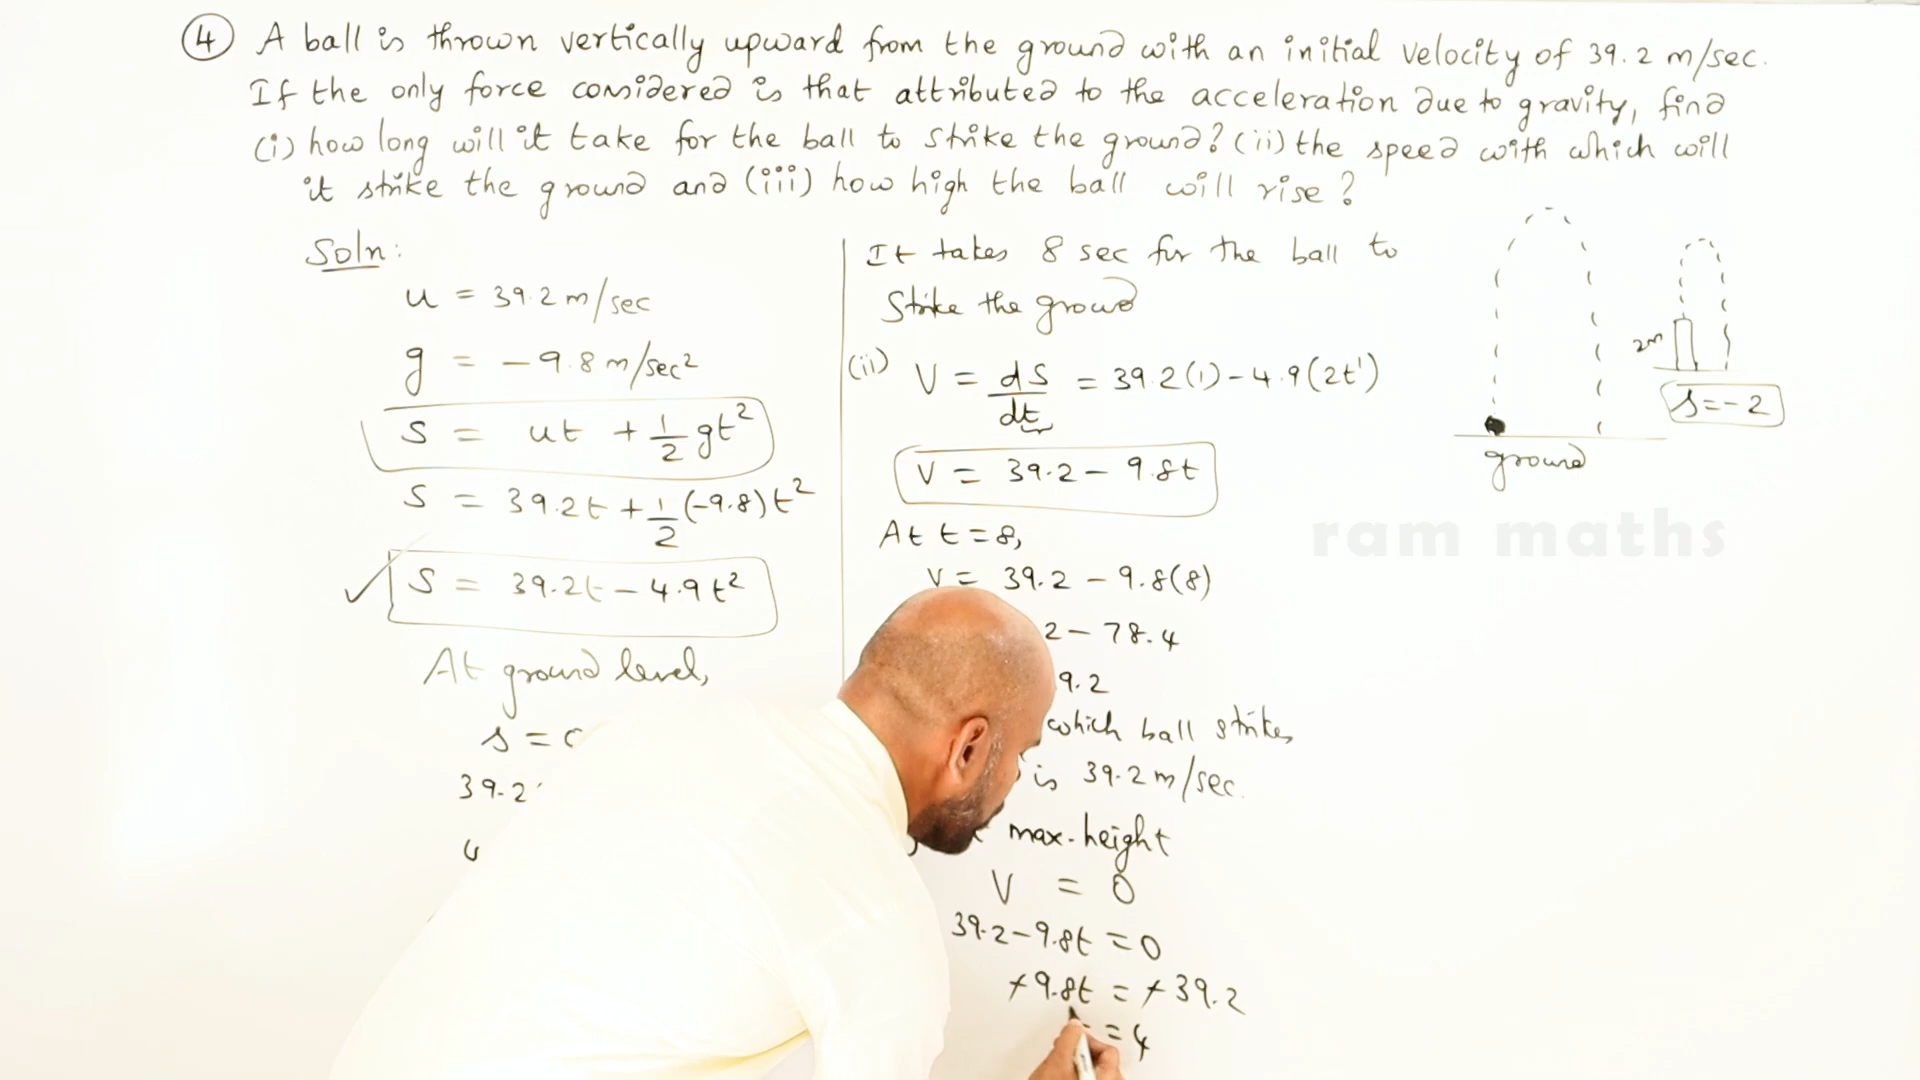 4 A ball is thrown vertically upward from the ground with an initial velocity of 39.2 m/sec.
If the only force considered is that attributed to the acceleration due to gravity, find
(i) how long will it take for the ball to strike the ground? (ii) the speed with which will
it strike the ground and (iii) how high the ball will rise?
Soln:
u = 39.2 m/sec
g = -9.8 m/sec²
S = ut + 1/2 gt²
S = 39.2t + 1/2 (-9.8)t²
S = 39.2t - 4.9t²
At ground level,
s =
39.2
It takes 8 sec for the ball to
Strike the ground
(ii) V = dS/dt = 39.2(1) - 4.9(2t¹)
V = 39.2 - 9.8t
At t = 8,
V = 39.2 - 9.8(8)
2 - 78.4
9.2
which ball strikes
is 39.2 m/sec.
max. height
V = 0
39.2 - 9.8t = 0
-9.8t = -39.2
= 4
2m
s = -2
ground
ram maths